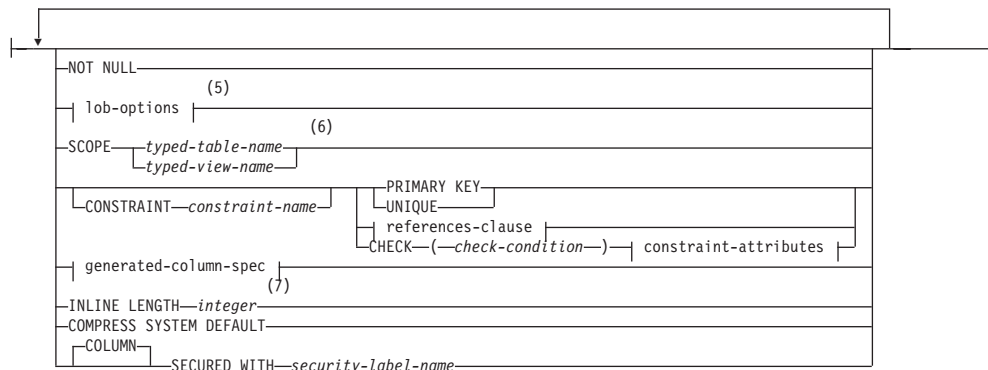 NOT NULL
(5)
lob-options
(6)
SCOPE typed-table-name
typed-view-name
PRIMARY KEY
CONSTRAINT constraint-name UNIQUE
references-clause
CHECK ( check-condition ) constraint-attributes
generated-column-spec
(7)
INLINE LENGTH integer
COMPRESS SYSTEM DEFAULT
COLUMN
SECURED WITH security-label-name